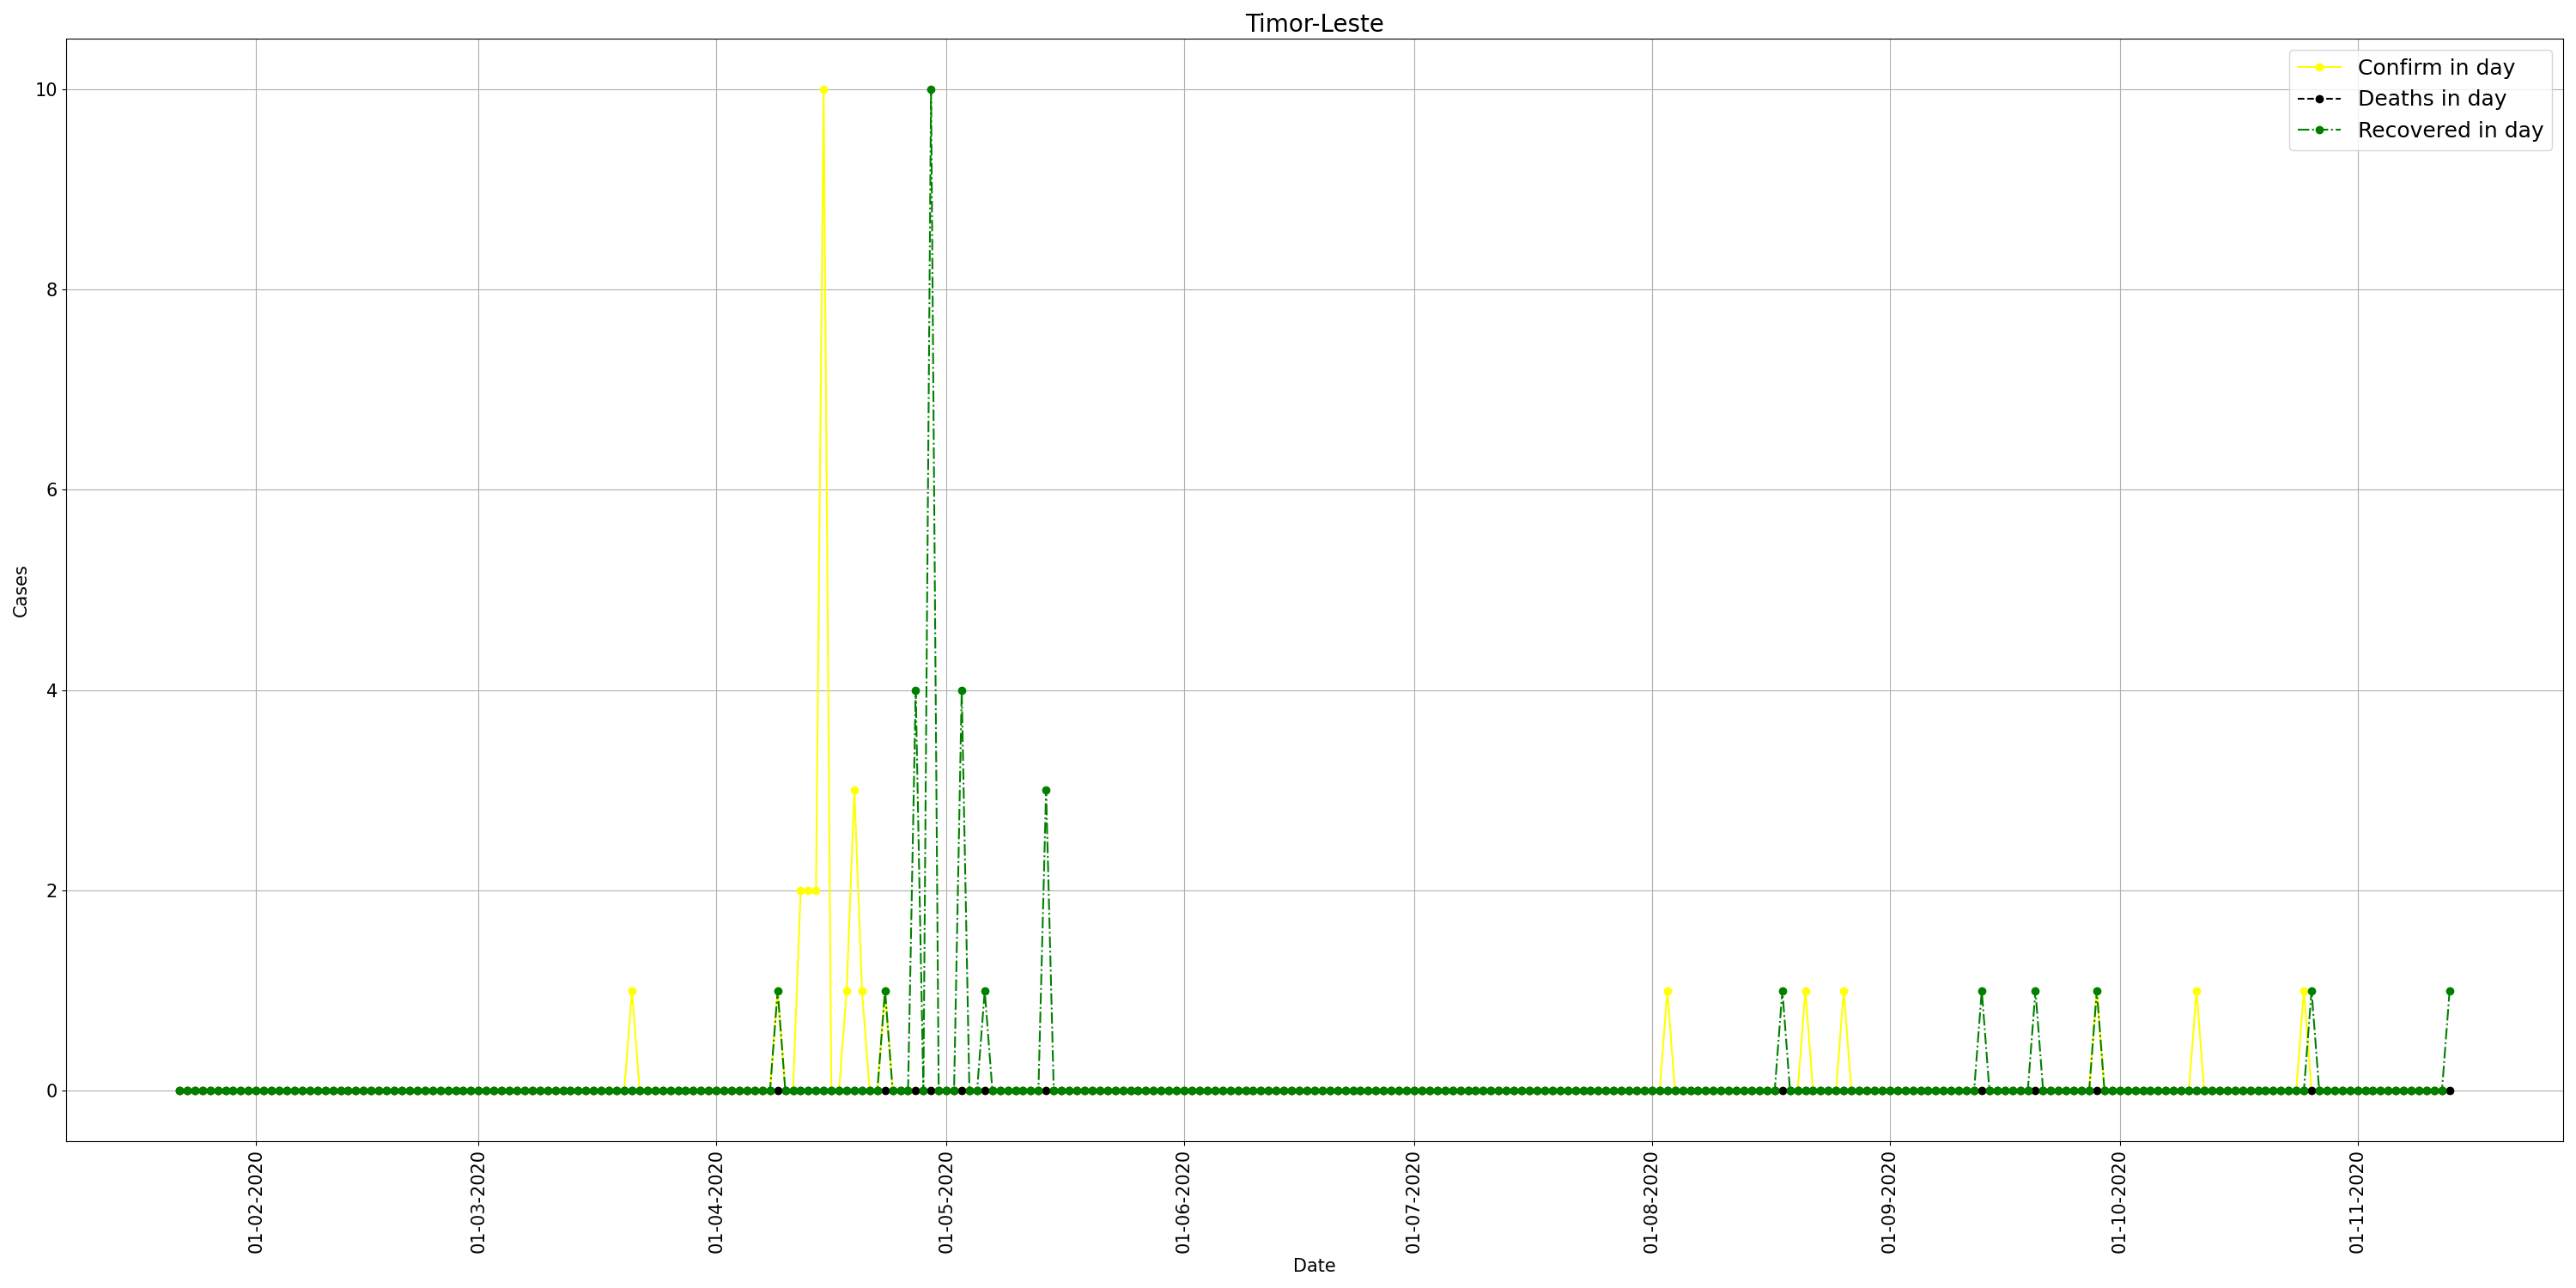 Timor-Leste
Confirm in day
Deaths in day
Recovered in day
10
8
6
4
2
0
Cases
01-02-2020
01-03-2020
01-04-2020
01-05-2020
01-06-2020
01-07-2020
01-08-2020
01-09-2020
01-10-2020
01-11-2020
Date